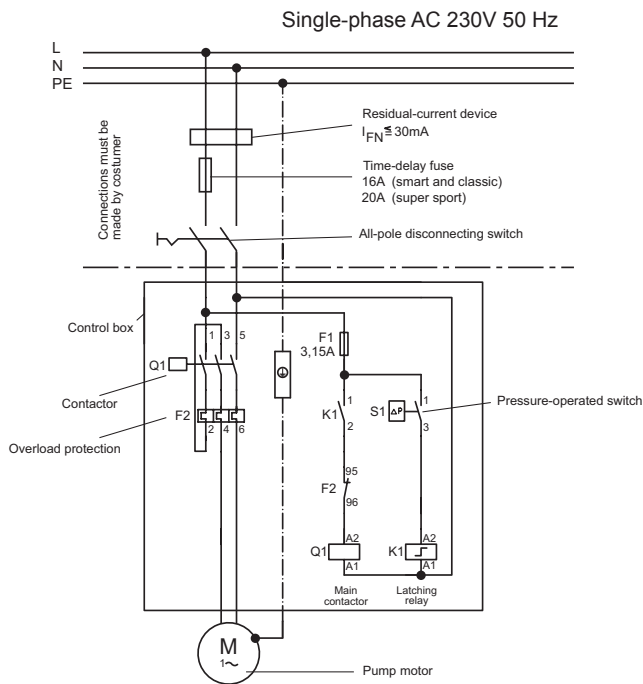 Single-phase AC 230V 50 Hz
L
N
PE
Connections must be
made by costumer
Residual-current device
IFN ≦ 30mA
Time-delay fuse
16A (smart and classic)
20A (super sport)
All-pole disconnecting switch
Control box
1 3 5
F1
3,15A
Q1
Contactor
F2
2 4 6
Overload protection
K1
1
2
S1
ΔP
1
3
Pressure-operated switch
95
F2
96
Q1
A2
A1
K1
A2
A1
Main
contactor
Latching
relay
M
1~
Pump motor